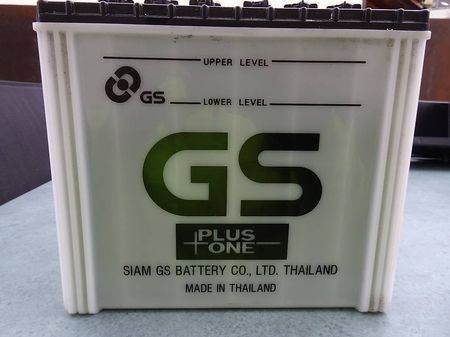 UPPER LEVEL
GS
LOWER LEVEL
GS
PLUS
ONE
SIAM GS BATTERY CO., LTD. THAILAND
MADE IN THAILAND